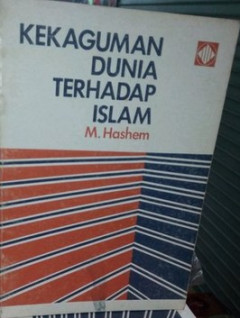 KEKAGUMAN
DUNIA
TERHADAP
ISLAM
M. Hashem